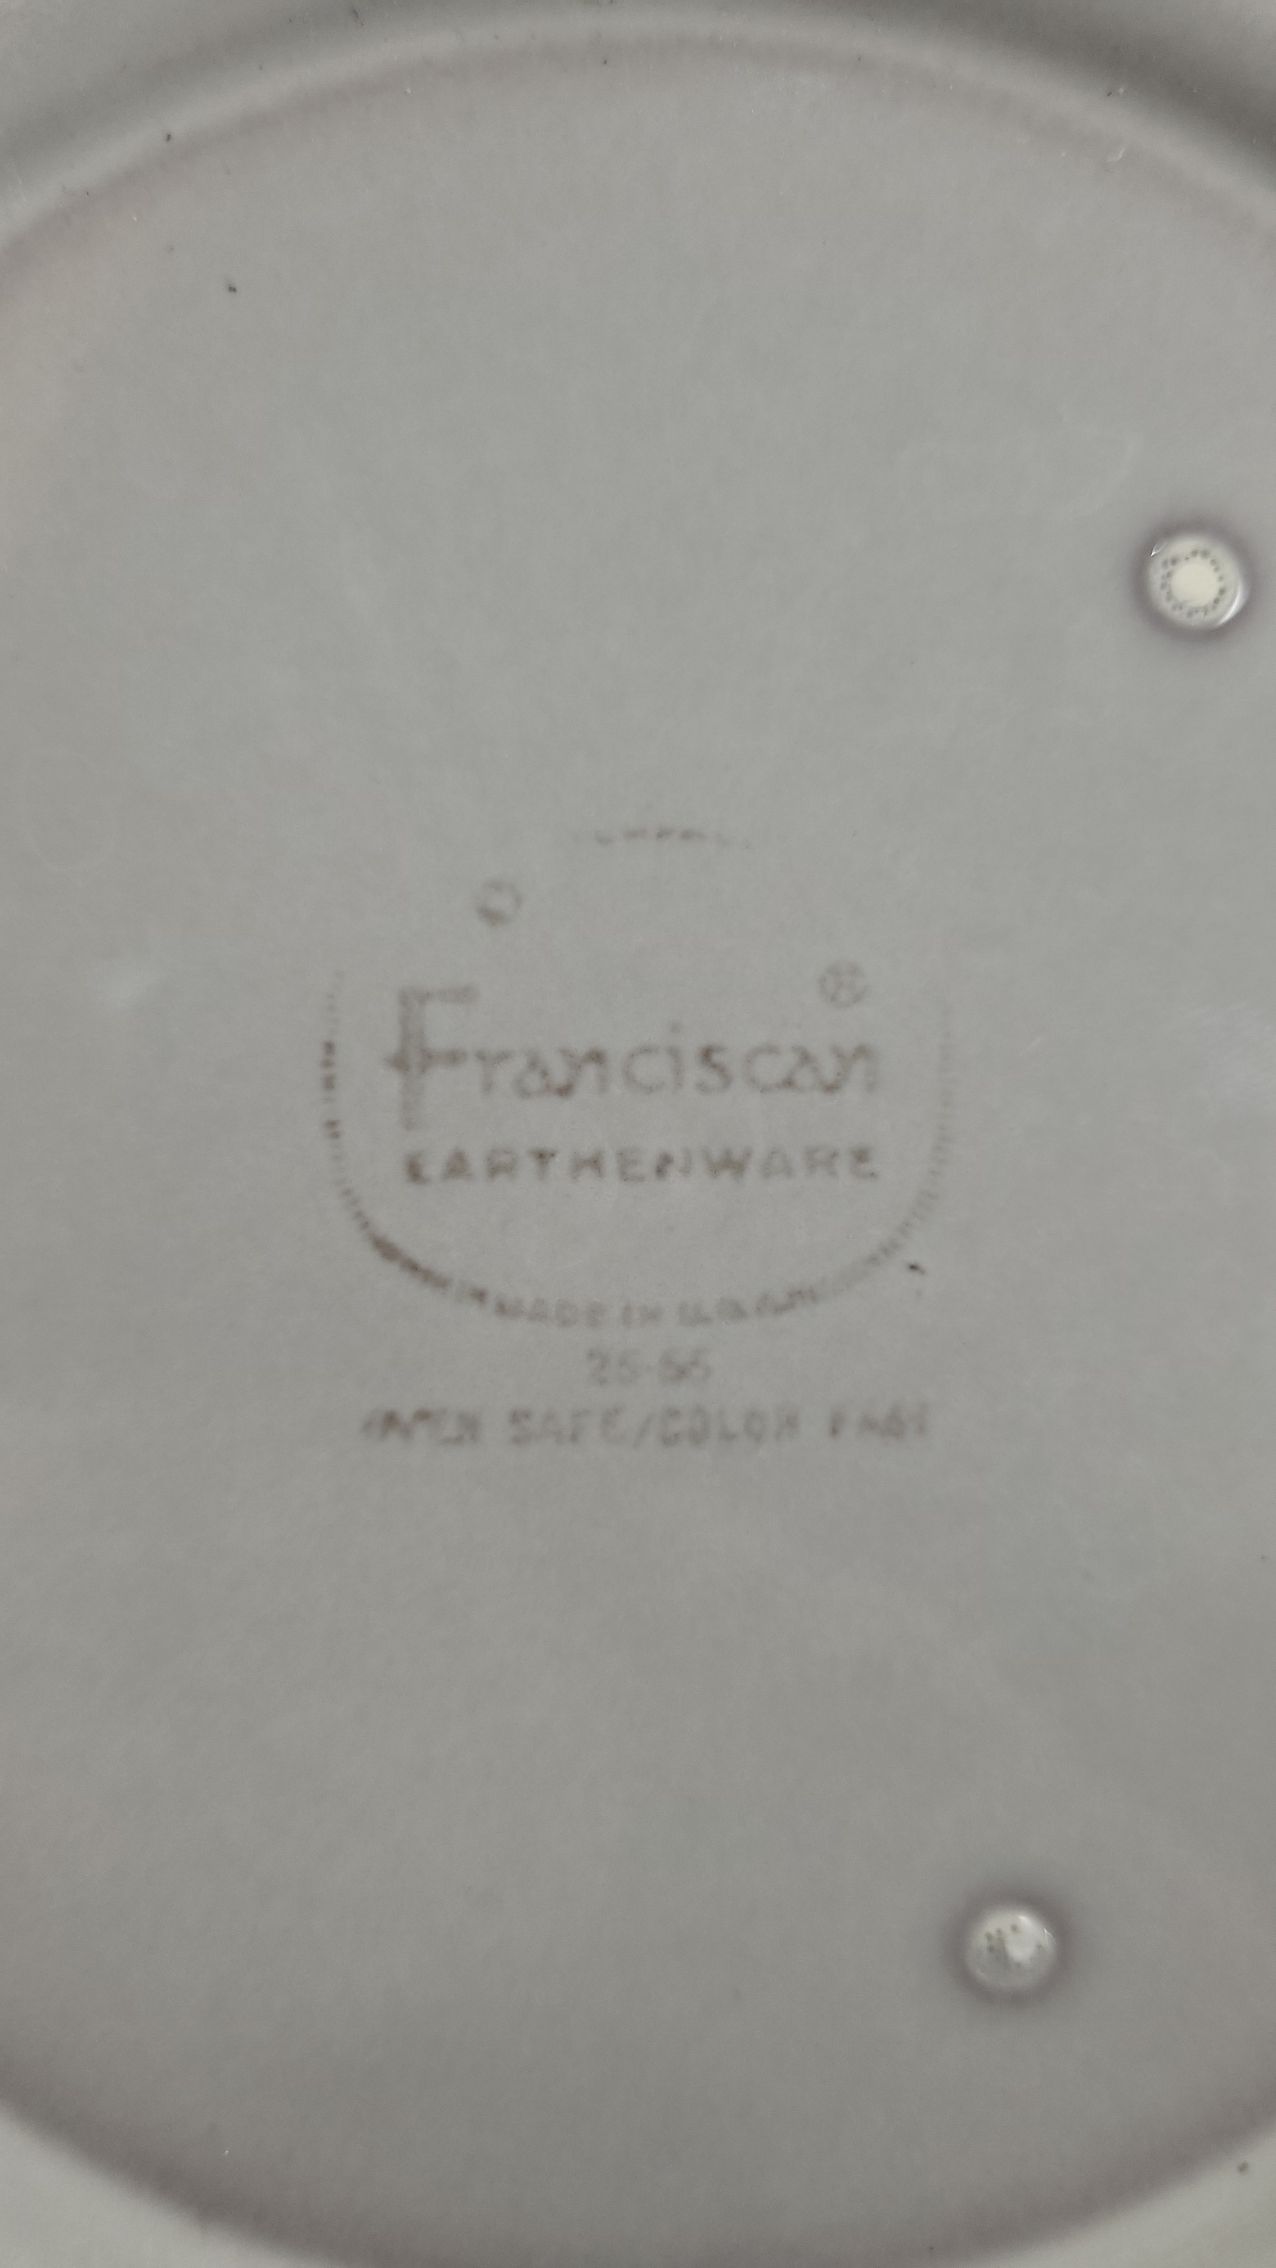 ©
Franciscan ®
EARTHENWARE
MADE IN U.S.A.
OVEN SAFE/COLOR FAST